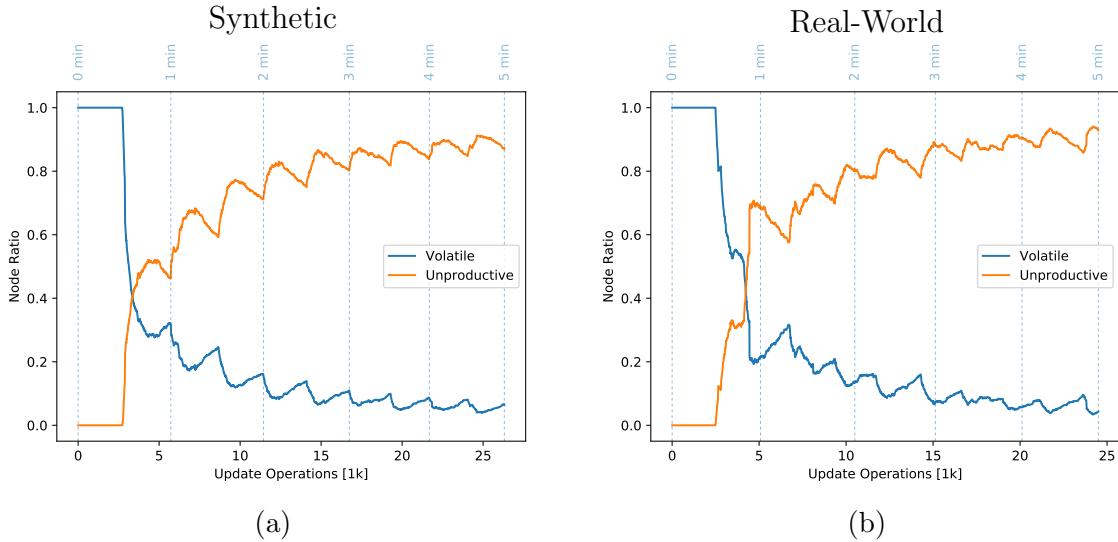 Synthetic
0 min
1 min
2 min
3 min
4 min
5 min
1.0
0.8
0.6
0.4
0.2
0.0
Node Ratio
Volatile
Unproductive
0
5
10
15
20
25
Update Operations [1k]
(a)
Real-World
0 min
1 min
2 min
3 min
4 min
5 min
1.0
0.8
0.6
0.4
0.2
0.0
Node Ratio
Volatile
Unproductive
0
5
10
15
20
25
Update Operations [1k]
(b)